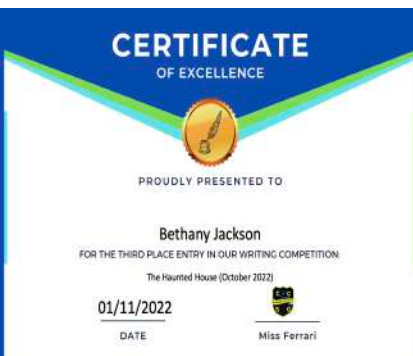 CERTIFICATE
OF EXCELLENCE
PROUDLY PRESENTED TO
Bethany Jackson
FOR THE THIRD PLACE ENTRY IN OUR WRITING COMPETITION:
The Haunted House (October 2022)
01/11/2022
DATE
Miss Ferrari